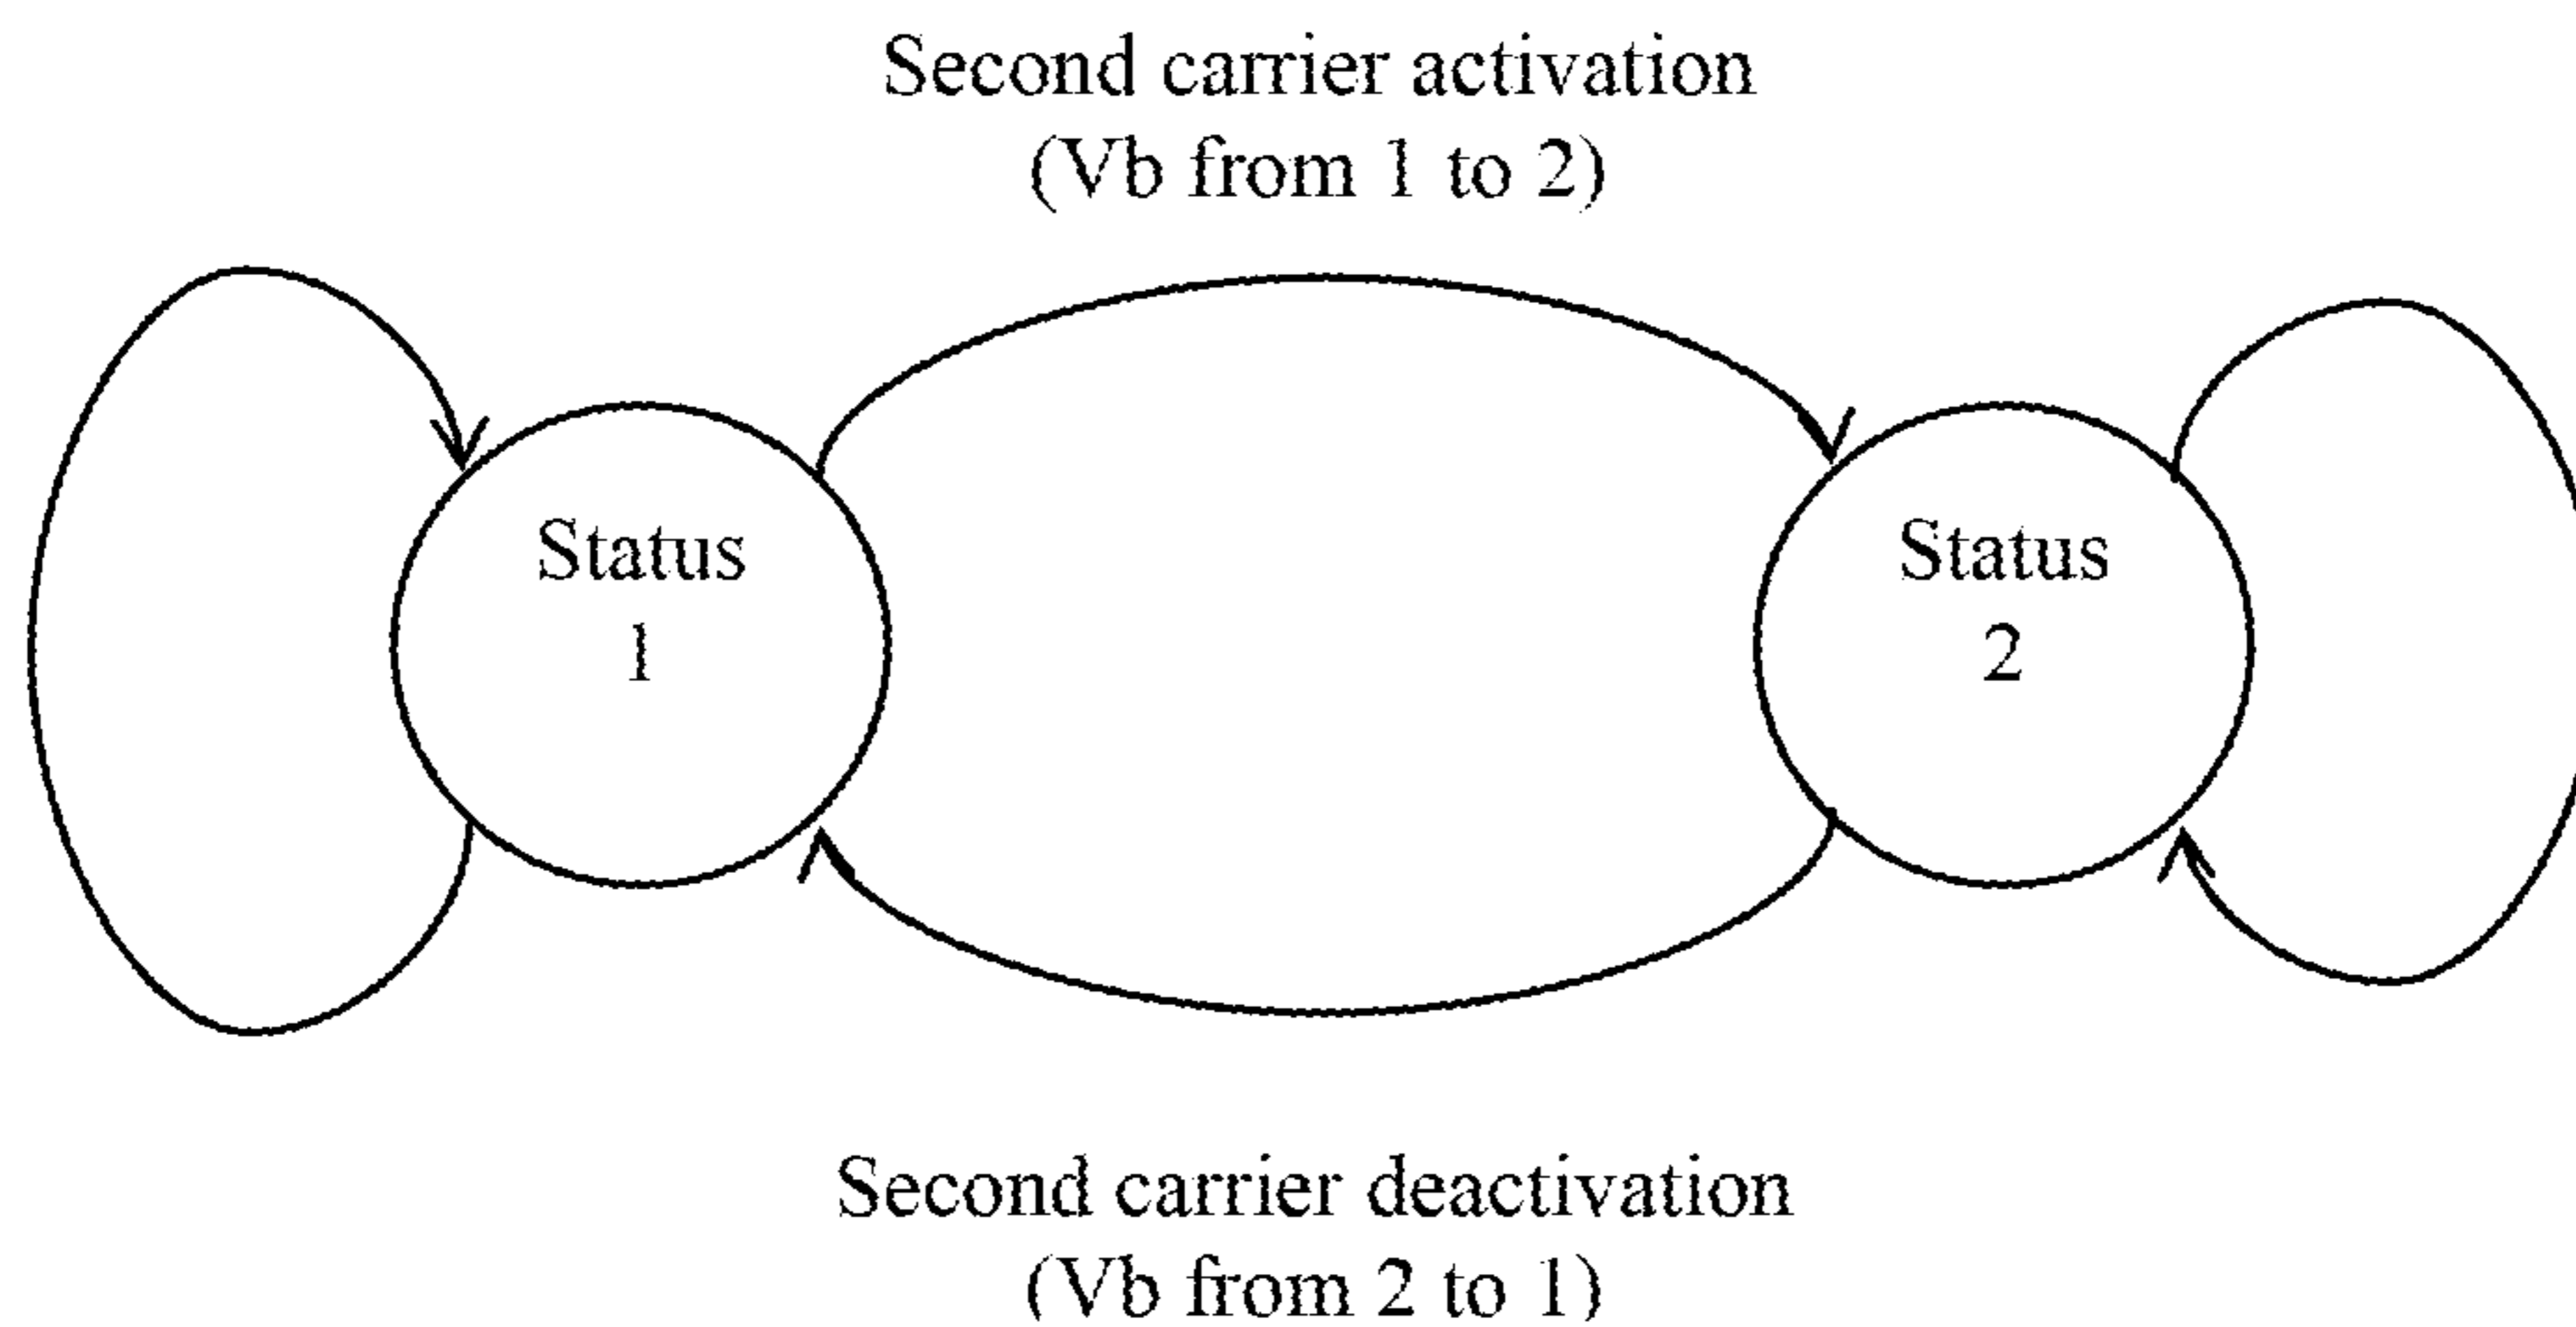 Second carrier activation
(Vb from 1 to 2)
Status
1
Status
2
Second carrier deactivation
(Vb from 2 to 1)